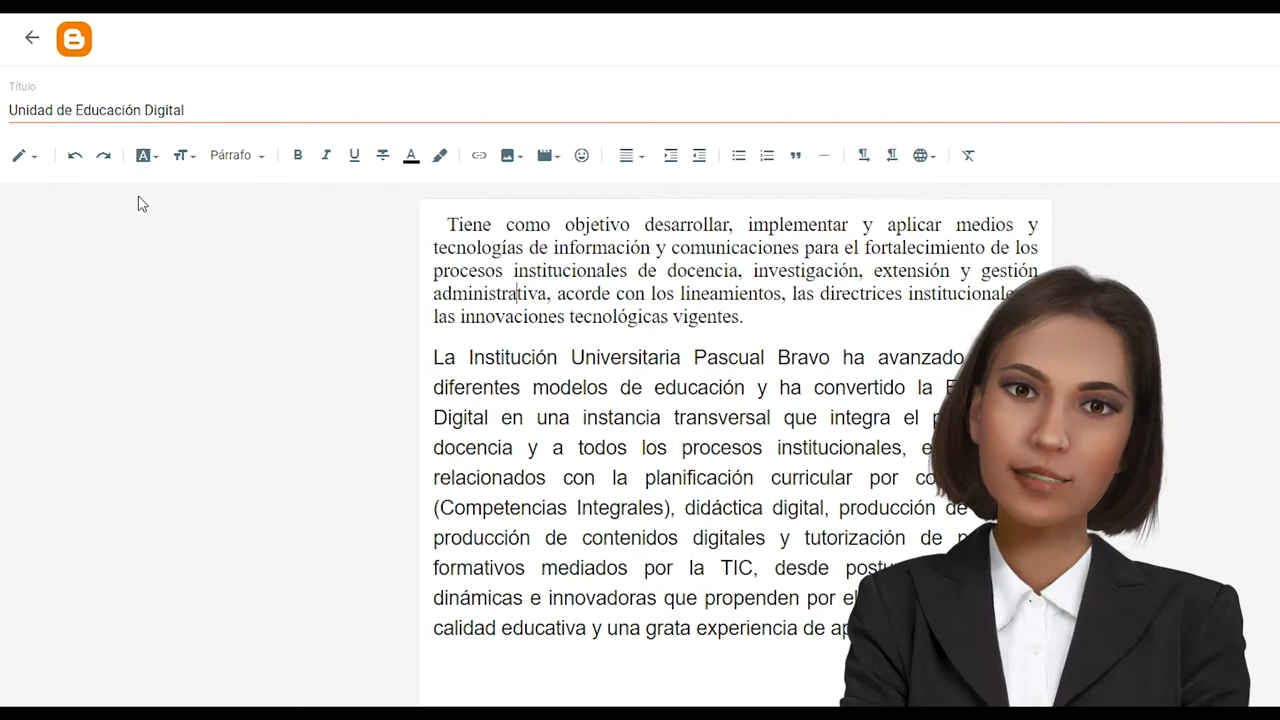 Título
Unidad de Educación Digital
Párrafo
Tiene como objetivo desarrollar, implementar y aplicar medios y
tecnologías de información y comunicaciones para el fortalecimiento de los
procesos institucionales de docencia, investigación, extensión y gestión
administrativa, acorde con los lineamientos, las directrices
las innovaciones tecnológicas vigentes.
La Institución Universitaria Pascual Bravo ha avanzado
diferentes modelos de educación y ha convertido la
Digital en una instancia transversal que integra el
docencia y a todos los procesos institucionales,
relacionados con la planificación curricular por
(Competencias Integrales), didáctica digital, producción
producción de contenidos digitales y tutorización de
formativos mediados por la TIC, desde
dinámicas e innovadoras que propenden por
calidad educativa y una grata experiencia de